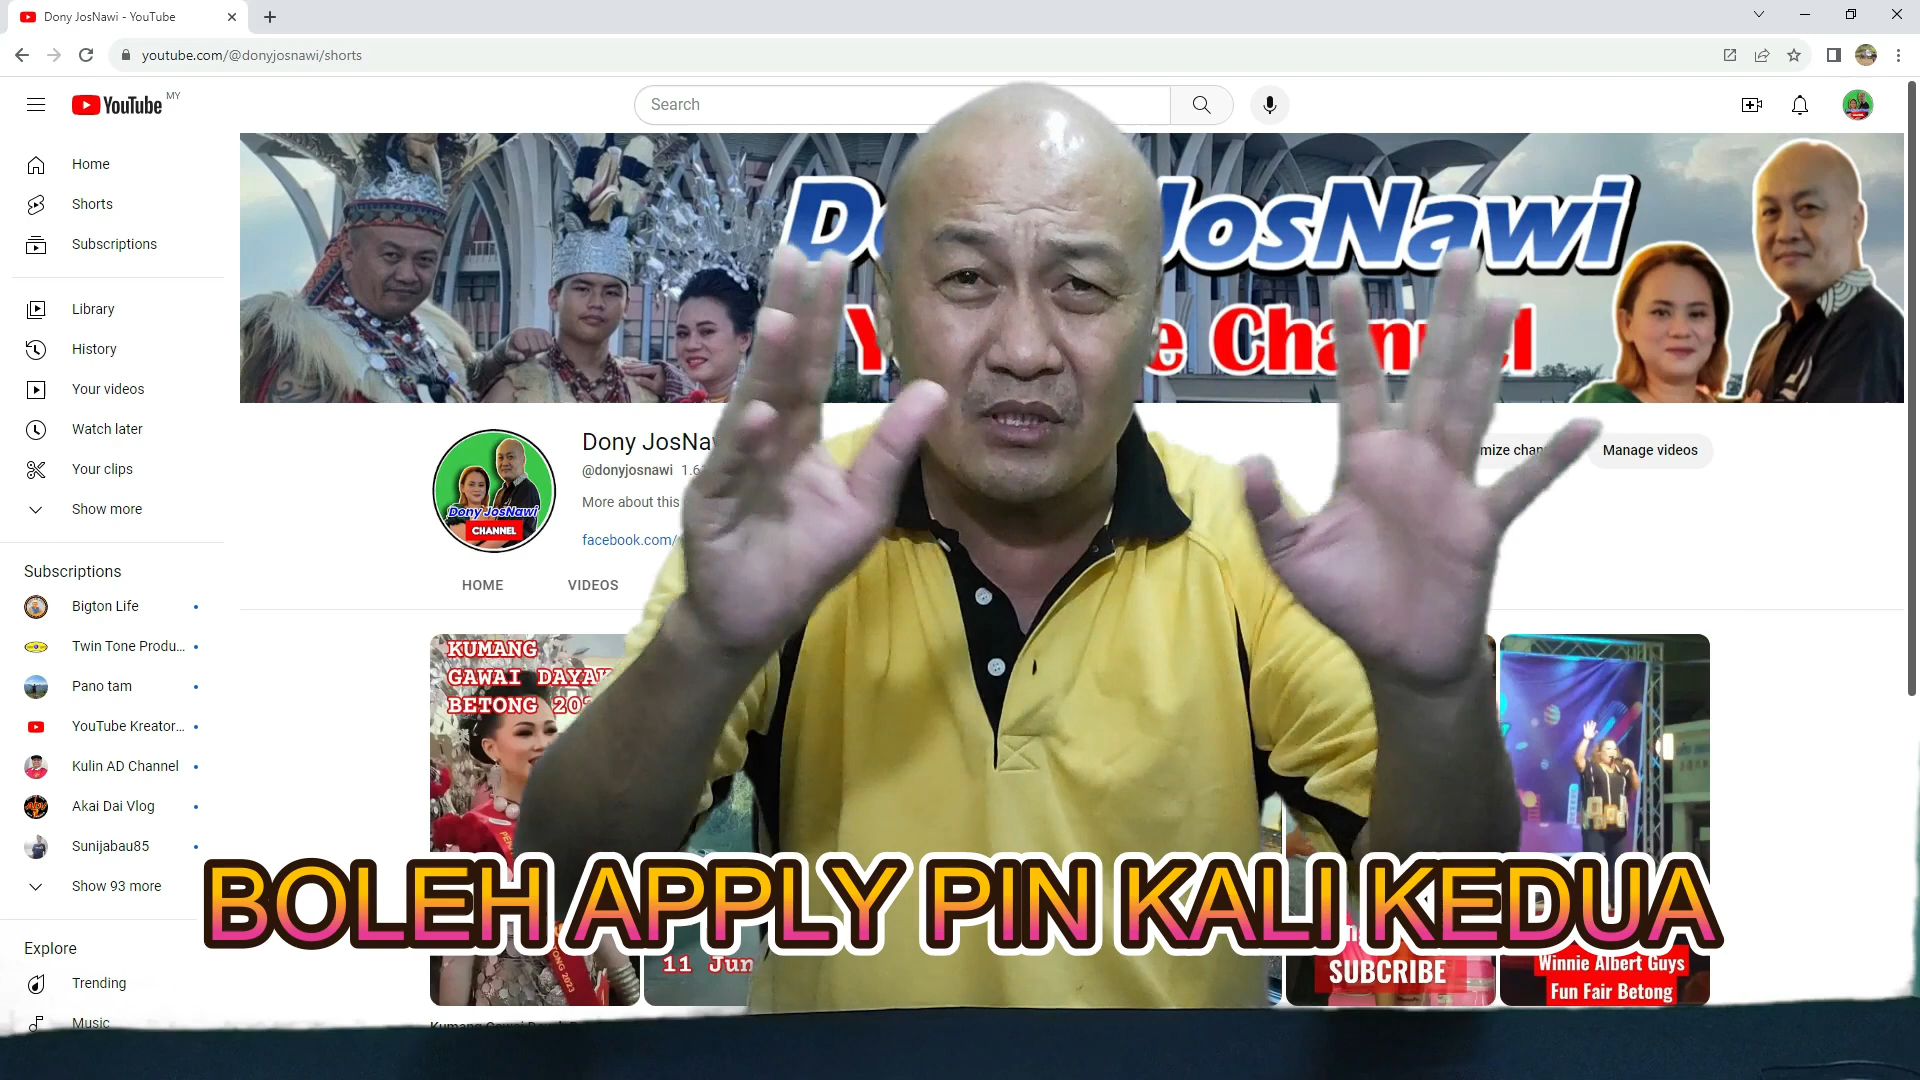 Dony JosNawi - YouTube
youtube.com/@donyjosnawi/shorts
YouTube MY
Search
Home
Shorts
Subscriptions
Library
History
Your videos
Watch later
Your clips
Show more
Subscriptions
Bigton Life
Twin Tone Produ...
Pano tam
YouTube Kreator...
Kulin AD Channel
Akai Dai Vlog
Sunijabau85
Show 93 more
Explore
Trending
Music
JosNawi
Dony JosNawi
CHANNEL
@donyjosnawi
More about this
facebook.com/
Manage videos
HOME
VIDEOS
KUMANG
GAWAI DAYAK
BETONG
BOLEH APPLY PIN KALI KEDUA
11 Jun
SUBCRIBE
Winnie Albert Guys
Fun Fair Betong